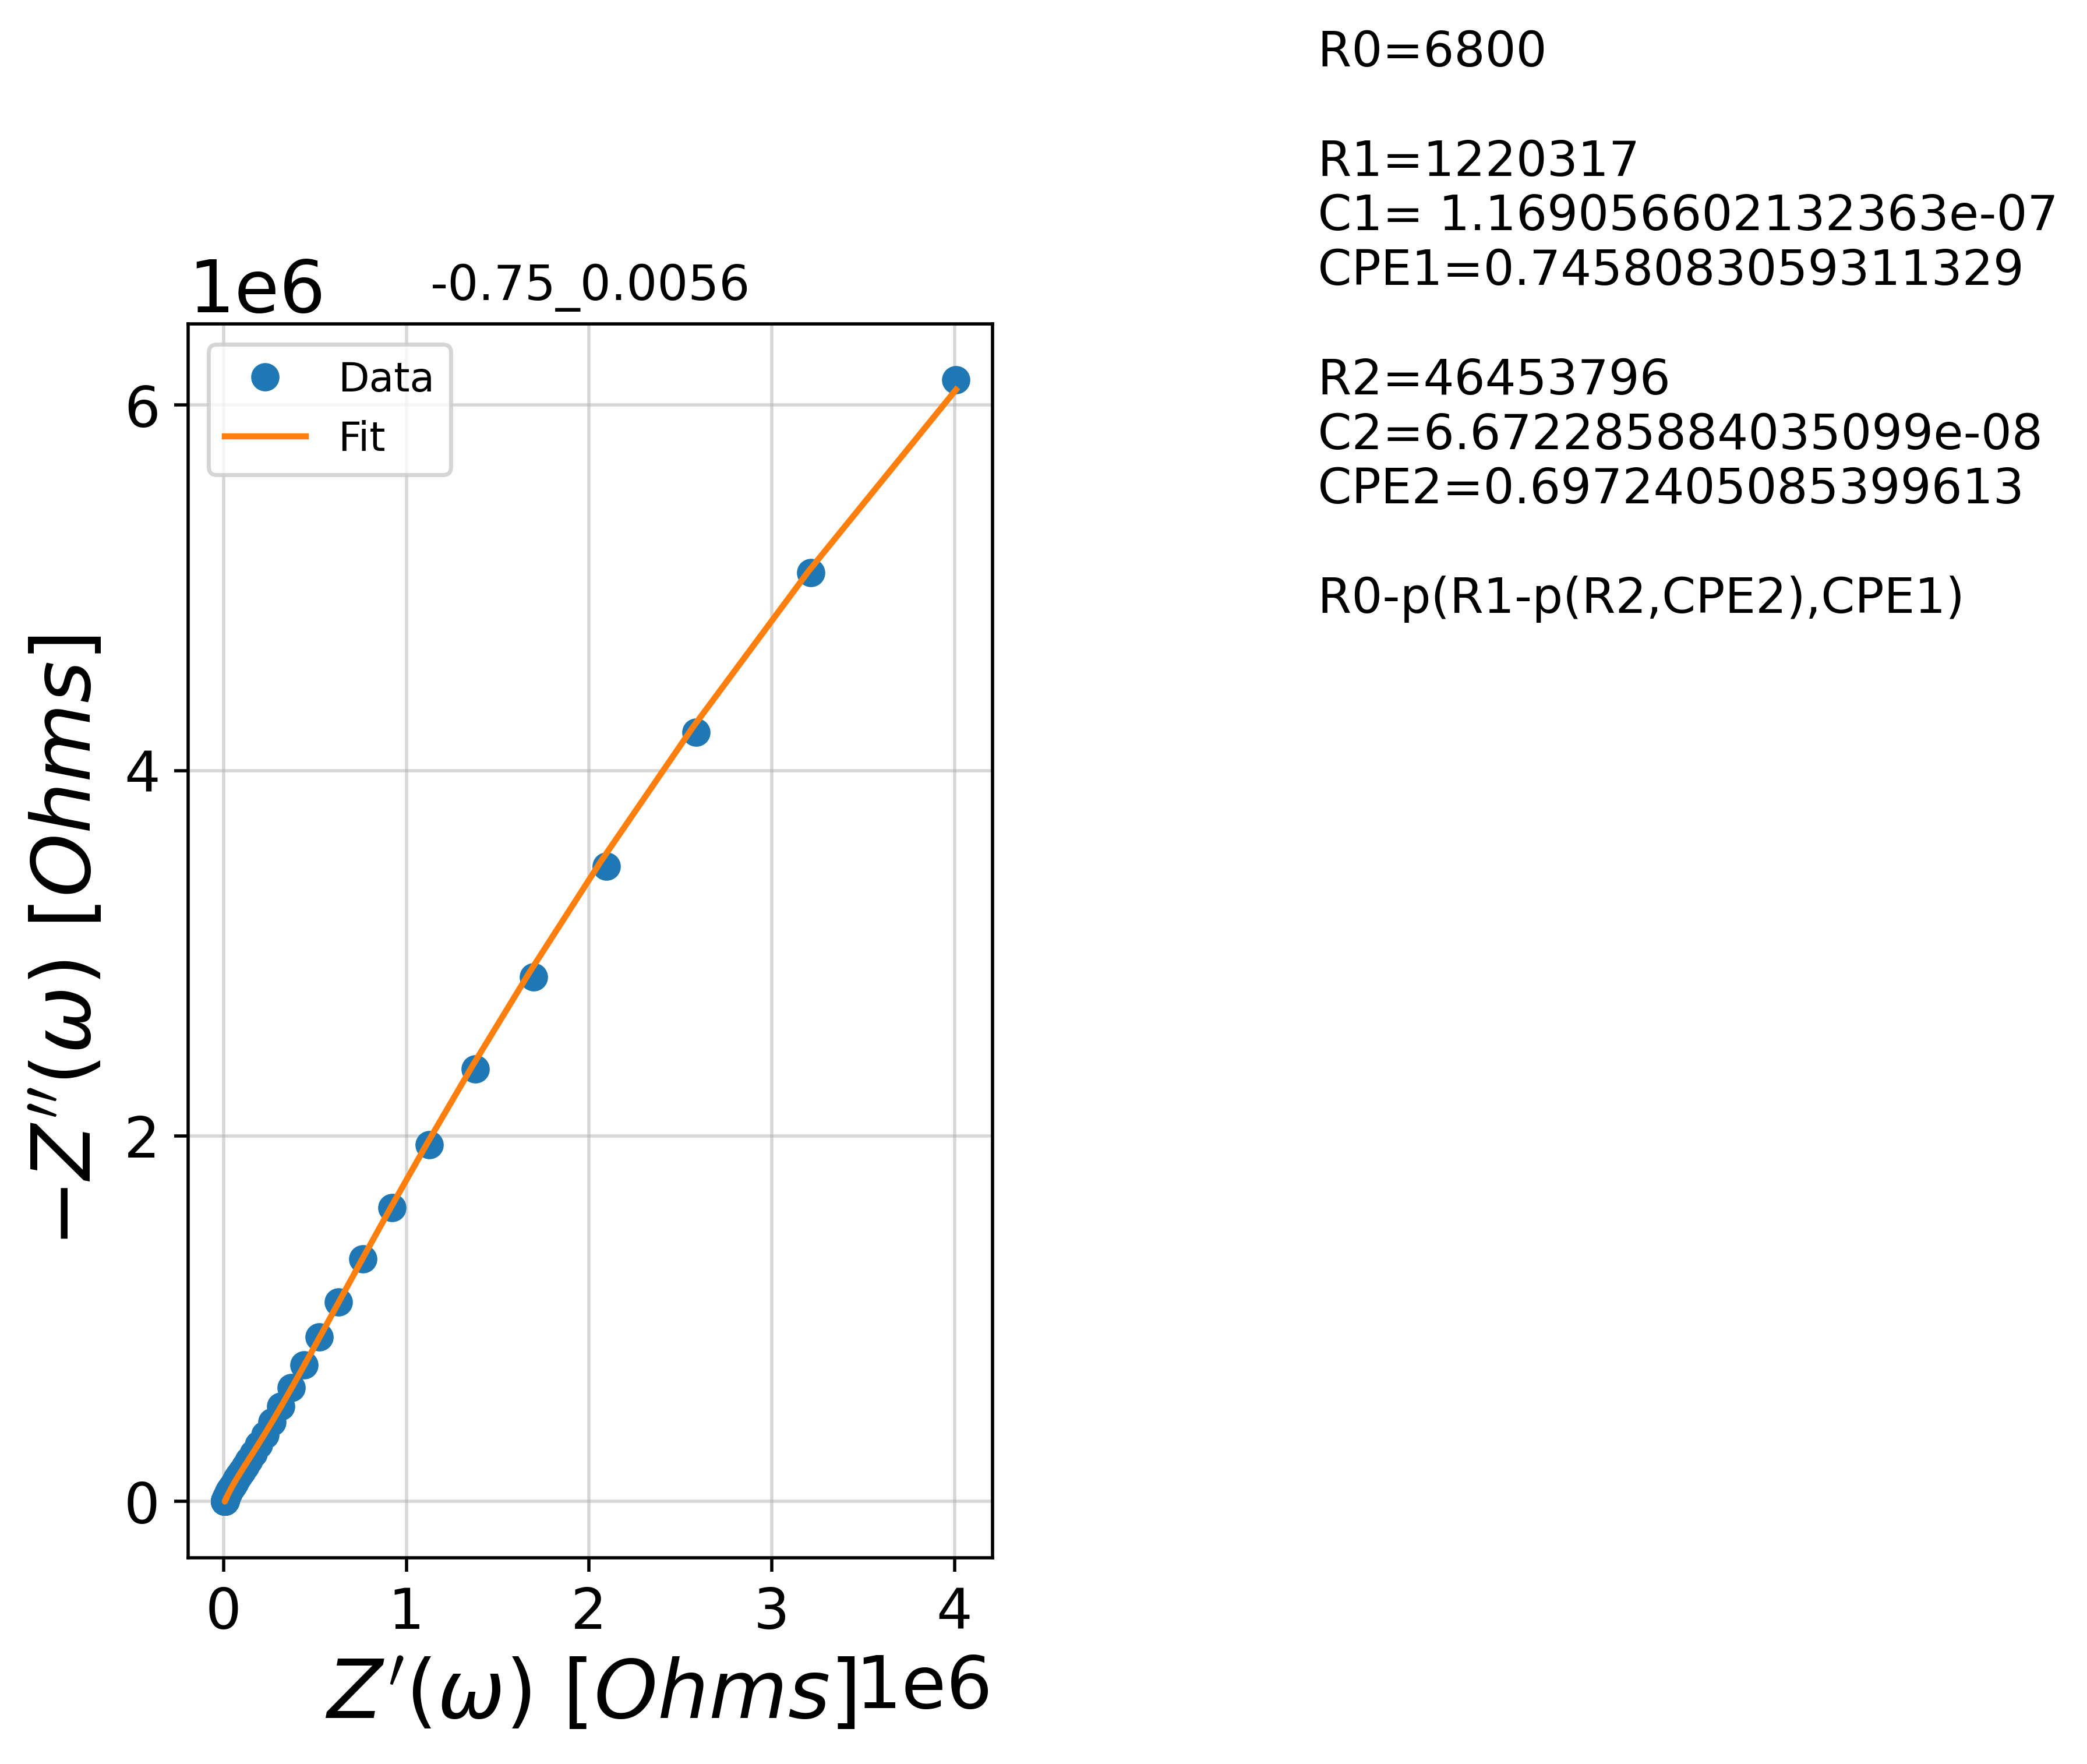 R0=6800
R1=1220317
C1= 1.169056602132363e-07
CPE1=0.7458083059311329
R2=46453796
C2=6.672285884035099e-08
CPE2=0.6972405085399613
R0-p(R1-p(R2,CPE2),CPE1)
1e6
-0.75_0.0056
Data
Fit
6
4
2
0
−Z′′(ω) [Ohms]
0 1 2 3 4
Z′(ω) [Ohms]
1e6